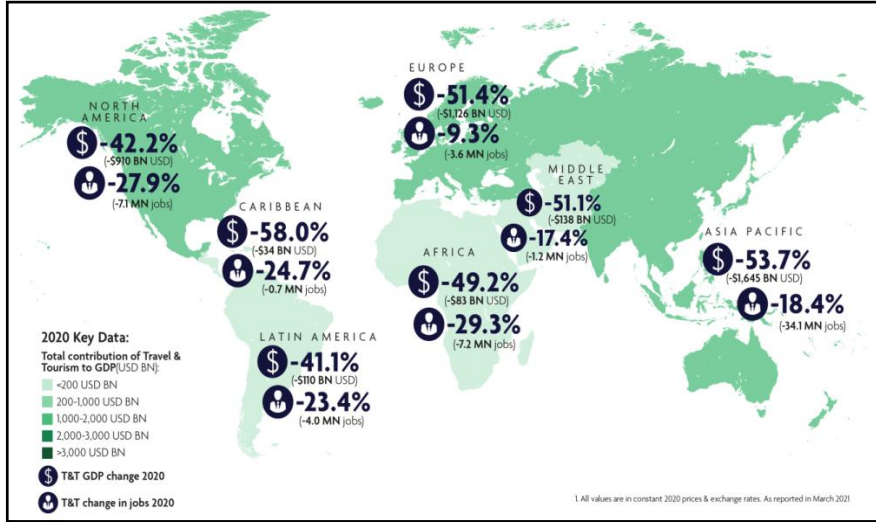 NORTH
AMERICA
-42.2%
(-$910 BN USD)
-27.9%
(-7.1 MN jobs)
CARIBBEAN
-58.0%
(-$34 BN USD)
-24.7%
(-0.7 MN jobs)
LATIN AMERICA
-41.1%
(-$110 BN USD)
-23.4%
(-4.0 MN jobs)
EUROPE
-51.4%
(-$1,126 BN USD)
-9.3%
(-3.6 MN jobs)
AFRICA
-49.2%
(-$83 BN USD)
-29.3%
(-7.2 MN jobs)
MIDDLE
EAST
-51.1%
(-$138 BN USD)
-17.4%
(-1.2 MN jobs)
ASIA PACIFIC
-53.7%
(-$1,645 BN USD)
-18.4%
(-34.1 MN jobs)
2020 Key Data:
Total contribution of Travel &
Tourism to GDP(USD BN):
<200 USD BN
200-1,000 USD BN
1,000-2,000 USD BN
2,000-3,000 USD BN
>3,000 USD BN
$ T&T GDP change 2020
T&T change in jobs 2020
1. All values are in constant 2020 prices & exchange rates. As reported in March 2021